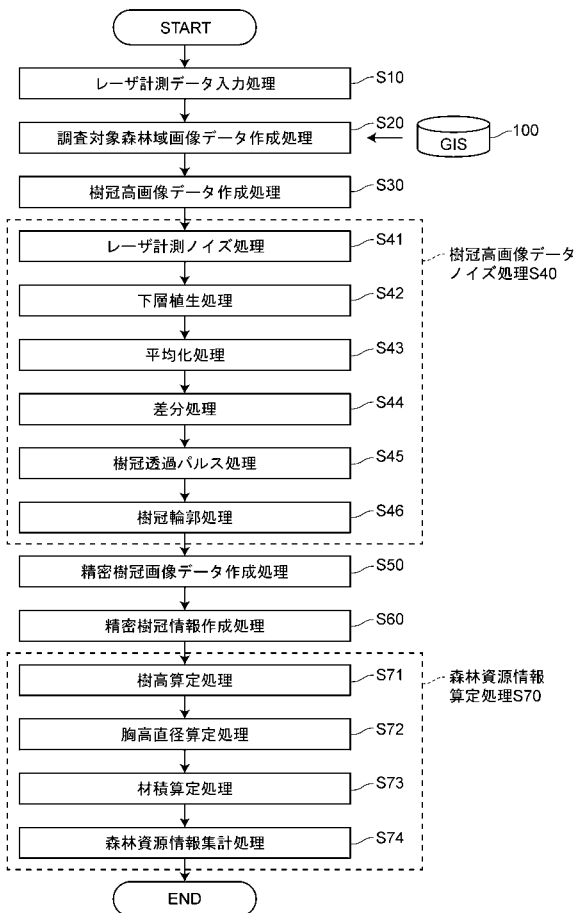 START
レーザ計測データ入力処理
S10
調査対象森林域画像データ作成処理
S20
GIS
100
樹冠高画像データ作成処理
S30
レーザ計測ノイズ処理
S41
樹冠高画像データ
ノイズ処理S40
下層植生処理
S42
平均化処理
S43
差分処理
S44
樹冠透過パルス処理
S45
樹冠輪郭処理
S46
精密樹冠画像データ作成処理
S50
精密樹冠情報作成処理
S60
樹高算定処理
S71
森林資源情報
算定処理S70
胸高直径算定処理
S72
材積算定処理
S73
森林資源情報集計処理
S74
END